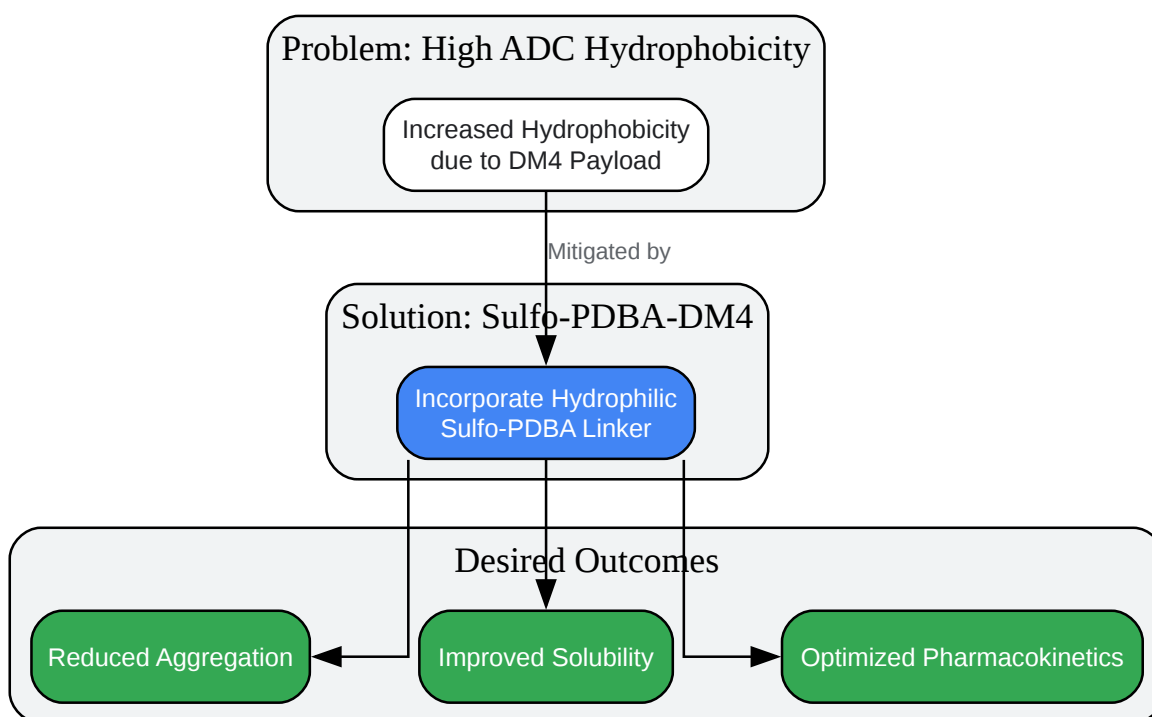 Problem: High ADC Hydrophobicity
Increased Hydrophobicity
due to DM4 Payload
Mitigated by
Solution: Sulfo-PDBA-DM4
Incorporate Hydrophilic
Sulfo-PDBA Linker
Desired Outcomes
Reduced Aggregation
Improved Solubility
Optimized Pharmacokinetics